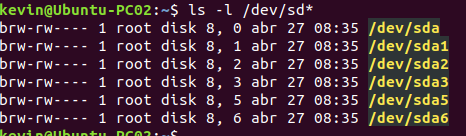 kevin@Ubuntu-PC02:~$ ls -l /dev/sd*
brw-rw---- 1 root disk 8, 0 abr 27 08:35 /dev/sda
brw-rw---- 1 root disk 8, 1 abr 27 08:35 /dev/sda1
brw-rw---- 1 root disk 8, 2 abr 27 08:35 /dev/sda2
brw-rw---- 1 root disk 8, 3 abr 27 08:35 /dev/sda3
brw-rw---- 1 root disk 8, 5 abr 27 08:35 /dev/sda5
brw-rw---- 1 root disk 8, 6 abr 27 08:35 /dev/sda6
kevin@Ubuntu-PC02:~$